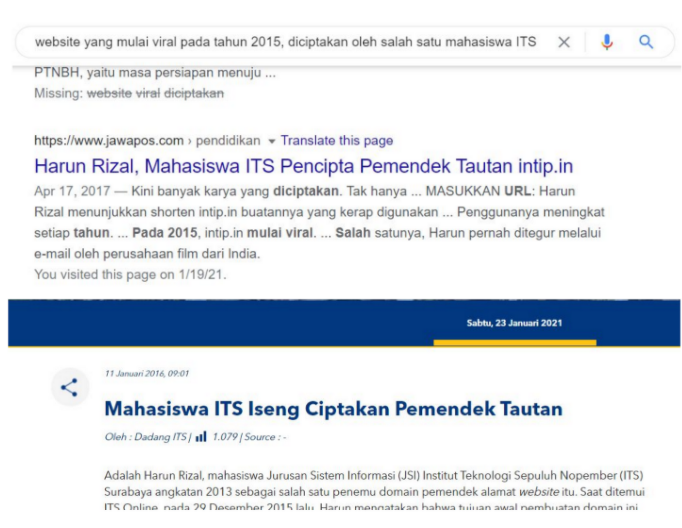 website yang mulai viral pada tahun 2015, diciptakan oleh salah satu mahasiswa ITS
PTNBH, yaitu masa persiapan menuju ...
Missing: website viral diciptakan
https://www.jawapos.com › pendidikan ▾ Translate this page
Harun Rizal, Mahasiswa ITS Pencipta Pemendek Tautan intip.in
Apr 17, 2017 — Kini banyak karya yang diciptakan. Tak hanya ... MASUKKAN URL: Harun
Rizal menunjukkan shorten intip.in buatannya yang kerap digunakan ... Penggunanya meningkat
setiap tahun. ... Pada 2015, intip.in mulai viral. ... Salah satunya, Harun pernah ditegur melalui
e-mail oleh perusahaan film dari India.
You visited this page on 1/19/21.
Sabtu, 23 Januari 2021
11 Januari 2016, 09:01
Mahasiswa ITS Iseng Ciptakan Pemendek Tautan
Oleh : Dadang ITS | 1.079 | Source : -
Adalah Harun Rizal, mahasiswa Jurusan Sistem Informasi (JSI) Institut Teknologi Sepuluh Nopember (ITS)
Surabaya angkatan 2013 sebagai salah satu penemu domain pemendek alamat website itu. Saat ditemui
ITS Online, pada 29 Desember 2015 lalu, Harun mengatakan bahwa tujuan awal pembuatan domain ini